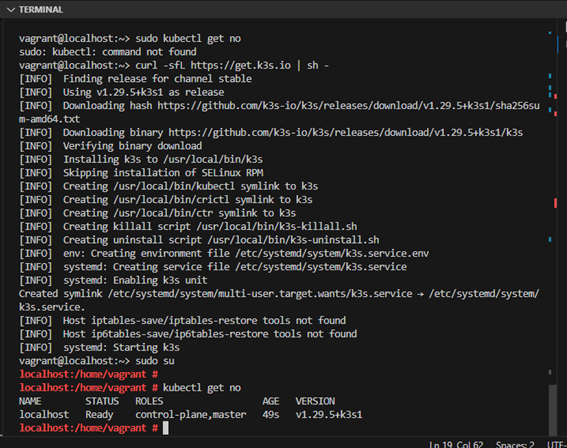 TERMINAL
vagrant@localhost:~> sudo kubectl get no
sudo: kubectl: command not found
vagrant@localhost:~> curl -sfL https://get.k3s.io | sh -
[INFO]  Finding release for channel stable
[INFO]  Using v1.29.5+k3s1 as release
[INFO]  Downloading hash https://github.com/k3s-io/k3s/releases/download/v1.29.5+k3s1/sha256su
m-amd64.txt
[INFO]  Downloading binary https://github.com/k3s-io/k3s/releases/download/v1.29.5+k3s1/k3s
[INFO]  Verifying binary download
[INFO]  Installing k3s to /usr/local/bin/k3s
[INFO]  Skipping installation of SELinux RPM
[INFO]  Creating /usr/local/bin/kubectl symlink to k3s
[INFO]  Creating /usr/local/bin/crictl symlink to k3s
[INFO]  Creating /usr/local/bin/ctr symlink to k3s
[INFO]  Creating killall script /usr/local/bin/k3s-killall.sh
[INFO]  Creating uninstall script /usr/local/bin/k3s-uninstall.sh
[INFO]  env: Creating environment file /etc/systemd/system/k3s.service.env
[INFO]  systemd: Creating service file /etc/systemd/system/k3s.service
[INFO]  systemd: Enabling k3s unit
Created symlink /etc/systemd/system/multi-user.target.wants/k3s.service → /etc/systemd/system/
k3s.service.
[INFO]  Host iptables-save/iptables-restore tools not found
[INFO]  Host ip6tables-save/ip6tables-restore tools not found
[INFO]  systemd: Starting k3s
vagrant@localhost:~> sudo su
localhost:/home/vagrant #
localhost:/home/vagrant # kubectl get no
NAME        STATUS   ROLES                  AGE   VERSION
localhost   Ready    control-plane,master   49s   v1.29.5+k3s1
localhost:/home/vagrant #
Ln 19, Col 62   Spaces: 2   UTF-